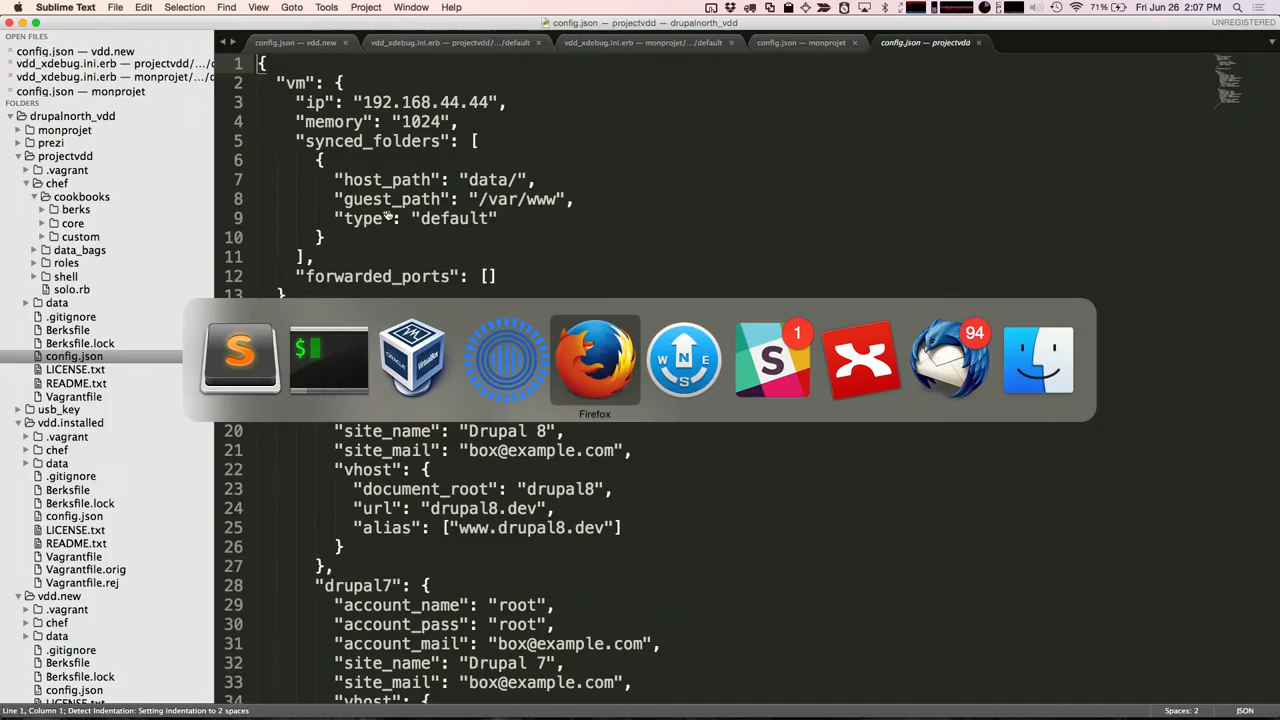 Sublime Text File Edit Selection Find View Goto Tools Project Window Help 71% Fri Jun 26 2:07 PM
config.json — projectvdd — drupalnorth_vdd UNREGISTERED
OPEN FILES
config.json — vdd.new
vdd_xdebug.ini.erb — projectvdd/…/d
vdd_xdebug.ini.erb — monprojet/…/d
config.json — monprojet
FOLDERS
drupalnorth_vdd
monprojet
prezi
projectvdd
.vagrant
chef
cookbooks
berks
core
custom
data_bags
roles
shell
solo.rb
data
.gitignore
Berksfile
Berksfile.lock
config.json
LICENSE.txt
README.txt
Vagrantfile
usb_key
vdd.installed
.vagrant
chef
data
.gitignore
Berksfile
Berksfile.lock
config.json
LICENSE.txt
README.txt
Vagrantfile
Vagrantfile.orig
Vagrantfile.rej
vdd.new
.vagrant
chef
data
.gitignore
Berksfile
Berksfile.lock
config.json
LICENSE.txt
config.json — vdd.new × vdd_xdebug.ini.erb — projectvdd/…/default × vdd_xdebug.ini.erb — monprojet/…/default × config.json — monprojet × config.json — projectvdd ×
1 {
2 "vm": {
3 "ip": "192.168.44.44",
4 "memory": "1024",
5 "synced_folders": [
6 {
7 "host_path": "data/",
8 "guest_path": "/var/www",
9 "type": "default"
10 }
11 ],
12 "forwarded_ports": []
13 }
S $ ORACLE VirtualBox N W E S S 1 94
Firefox
20 "site_name": "Drupal 8",
21 "site_mail": "box@example.com",
22 "vhost": {
23 "document_root": "drupal8",
24 "url": "drupal8.dev",
25 "alias": ["www.drupal8.dev"]
26 }
27 },
28 "drupal7": {
29 "account_name": "root",
30 "account_pass": "root",
31 "account_mail": "box@example.com",
32 "site_name": "Drupal 7",
33 "site_mail": "box@example.com",
34 "vhost": {
Line 1, Column 1; Detect Indentation: Setting indentation to 2 spaces Spaces: 2 JSON